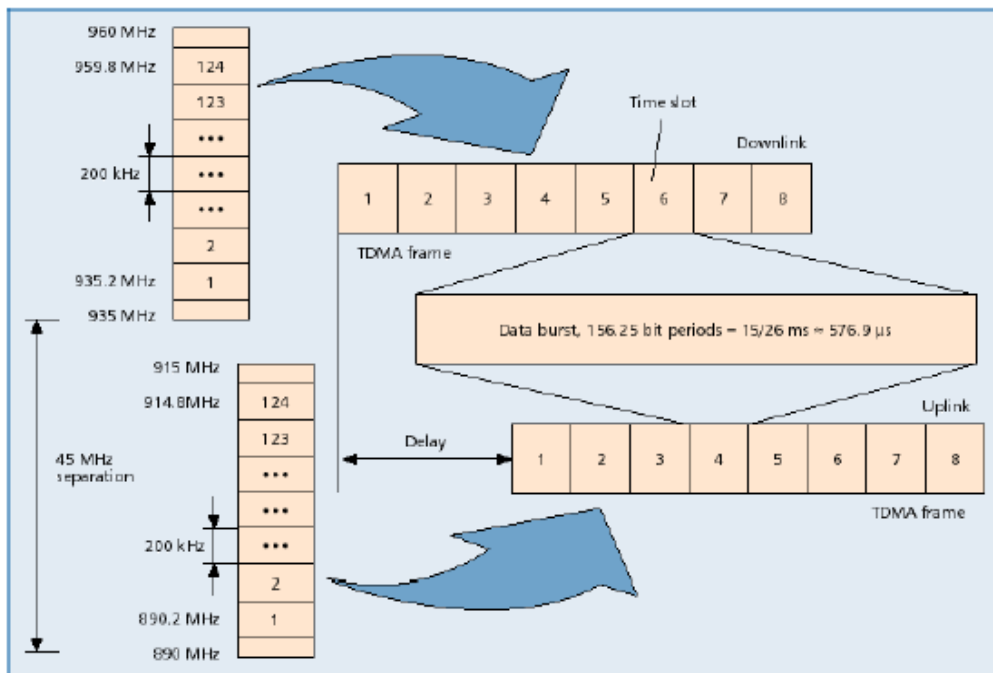 960 MHz
959.8 MHz
124
123
•••
200 kHz
•••
•••
2
935.2 MHz
1
935 MHz
Time slot
Downlink
1 2 3 4 5 6 7 8
TDMA frame
Data burst, 156.25 bit periods = 15/26 ms ≈ 576.9 µs
45 MHz
separation
915 MHz
914.8MHz
124
123
•••
•••
200 kHz
•••
2
890.2 MHz
1
890 MHz
Delay
Uplink
1 2 3 4 5 6 7 8
TDMA frame